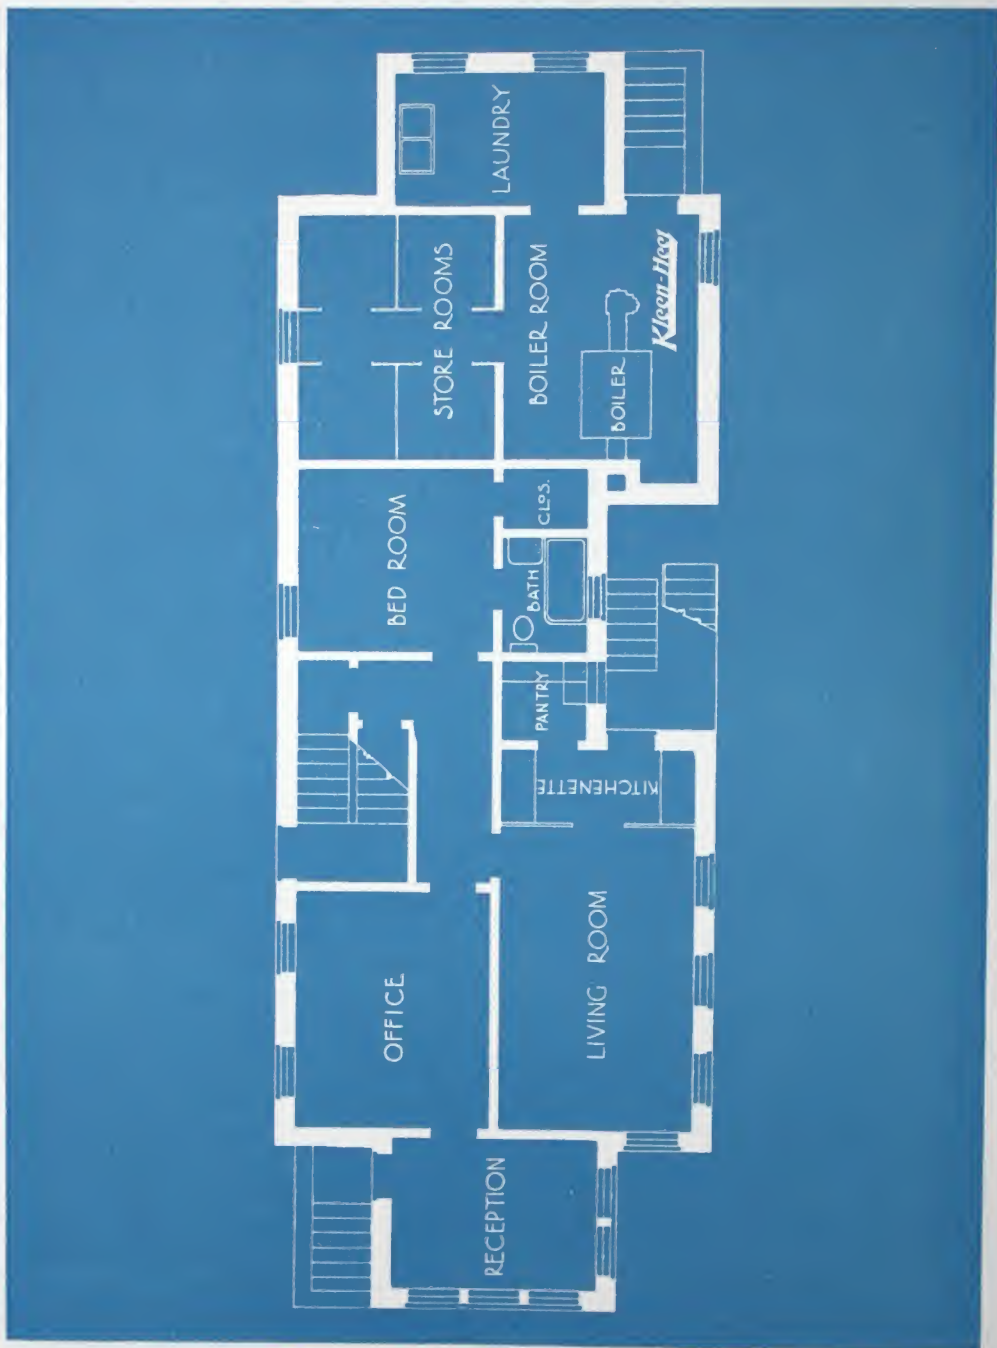 LAUNDRY
STORE ROOMS
BOILER ROOM
Kleen-Heet
BOILER
BED ROOM
CLOS.
BATH
PANTRY
KITCHENETTE
OFFICE
LIVING ROOM
RECEPTION